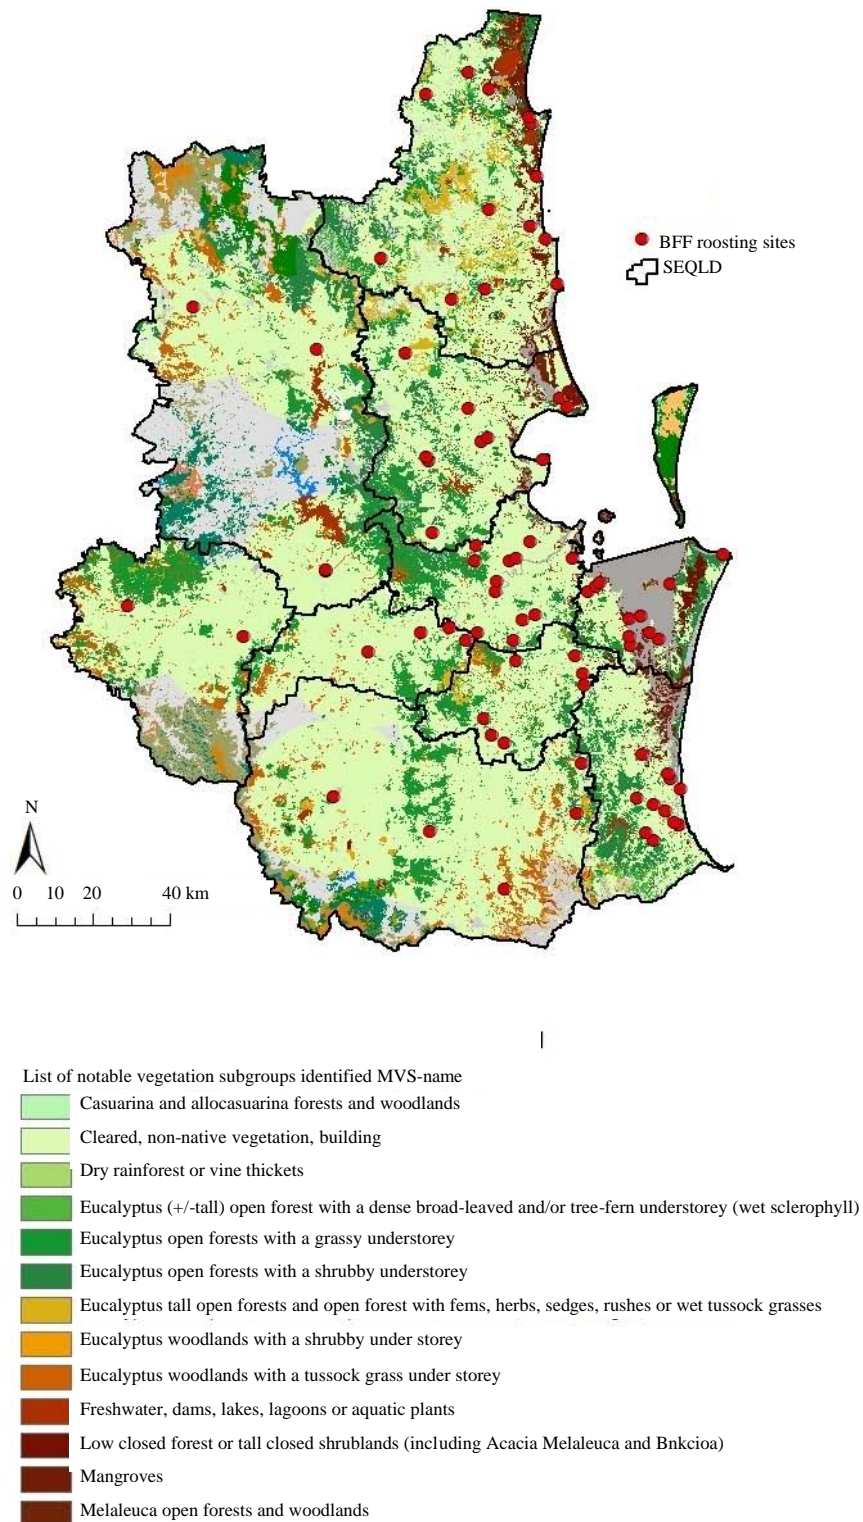 BFF roosting sites
SEQLD
N
0 10 20 40 km
List of notable vegetation subgroups identified MVS-name
Casuarina and allocasuarina forests and woodlands
Cleared, non-native vegetation, building
Dry rainforest or vine thickets
Eucalyptus (+/-tall) open forest with a dense broad-leaved and/or tree-fern understorey (wet sclerophyll)
Eucalyptus open forests with a grassy understorey
Eucalyptus open forests with a shrubby understorey
Eucalyptus tall open forests and open forest with fems, herbs, sedges, rushes or wet tussock grasses
Eucalyptus woodlands with a shrubby under storey
Eucalyptus woodlands with a tussock grass under storey
Freshwater, dams, lakes, lagoons or aquatic plants
Low closed forest or tall closed shrublands (including Acacia Melaleuca and Bnkcioa)
Mangroves
Melaleuca open forests and woodlands